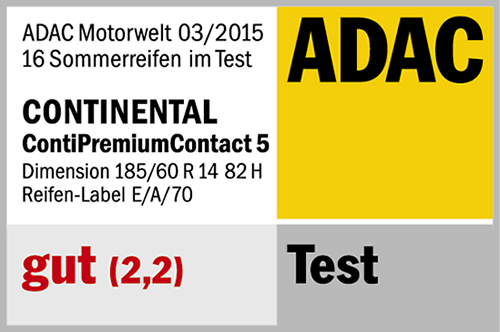 ADAC Motorwelt 03/2015
16 Sommerreifen im Test
CONTINENTAL
ContiPremiumContact 5
Dimension 185/60 R 14 82 H
Reifen-Label E/A/70
ADAC
gut (2,2)
Test